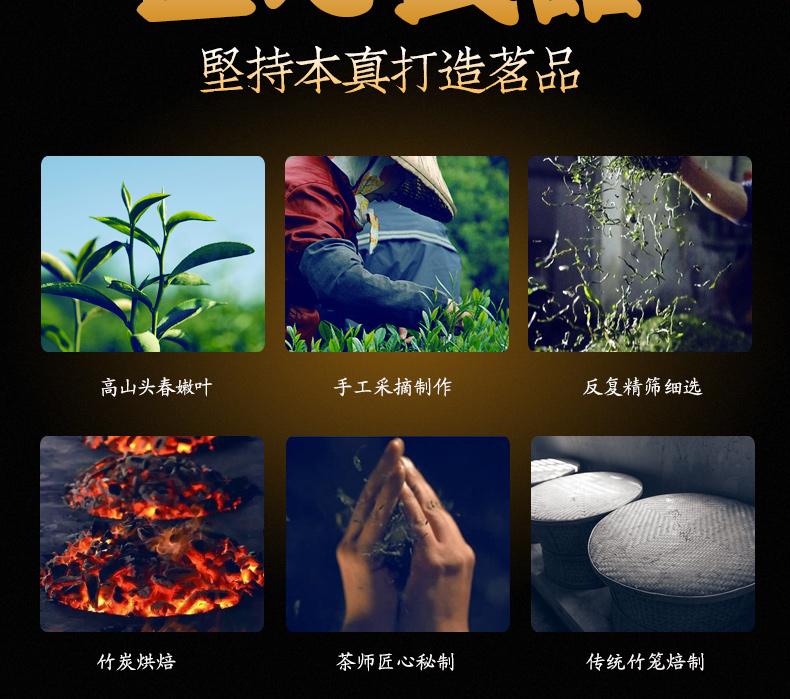 堅持本真打造茗品
高山头春嫩叶
手工采摘制作
反复精筛细选
竹炭烘焙
茶师匠心秘制
传统竹笼焙制